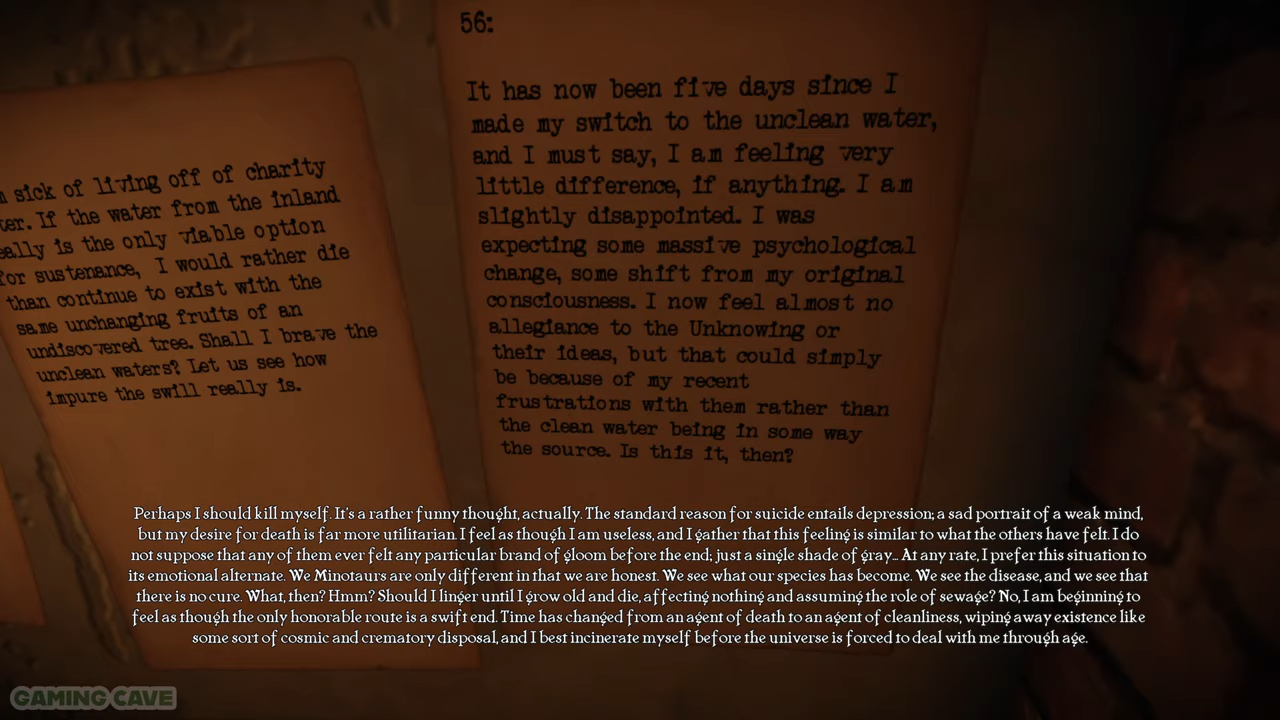 sick of living off of charity
If the water from the inland
is the only viable option
for sustenance, I would rather die
than continue to exist with the
same unchanging fruits of an
undiscovered tree. Shall I brave the
unclean waters? Let us see how
impure the swill really is.
56:
It has now been five days since I
made my switch to the unclean water,
and I must say, I am feeling very
little difference, if anything. I am
slightly disappointed. I was
expecting some massive psychological
change, some shift from my original
consciousness. I now feel almost no
allegiance to the Unknowing or
their ideas, but that could simply
be because of my recent
frustrations with them rather than
the clean water being in some way
the source. Is this it, then?
Perhaps I should kill myself. It's a rather funny thought, actually. The standard reason for suicide entails depression; a sad portrait of a weak mind,
but my desire for death is far more utilitarian. I feel as though I am useless, and I gather that this feeling is similar to what the others have felt. I do
not suppose that any of them ever felt any particular brand of gloom before the end; just a single shade of gray... At any rate, I prefer this situation to
its emotional alternate. We Minotaurs are only different in that we are honest. We see what our species has become. We see the disease, and we see that
there is no cure. What, then? Hmm? Should I linger until I grow old and die, affecting nothing and assuming the role of sewage? No, I am beginning to
feel as though the only honorable route is a swift end. Time has changed from an agent of death to an agent of cleanliness, wiping away existence like
some sort of cosmic and crematory disposal, and I best incinerate myself before the universe is forced to deal with me through age.
GAMING CAVE